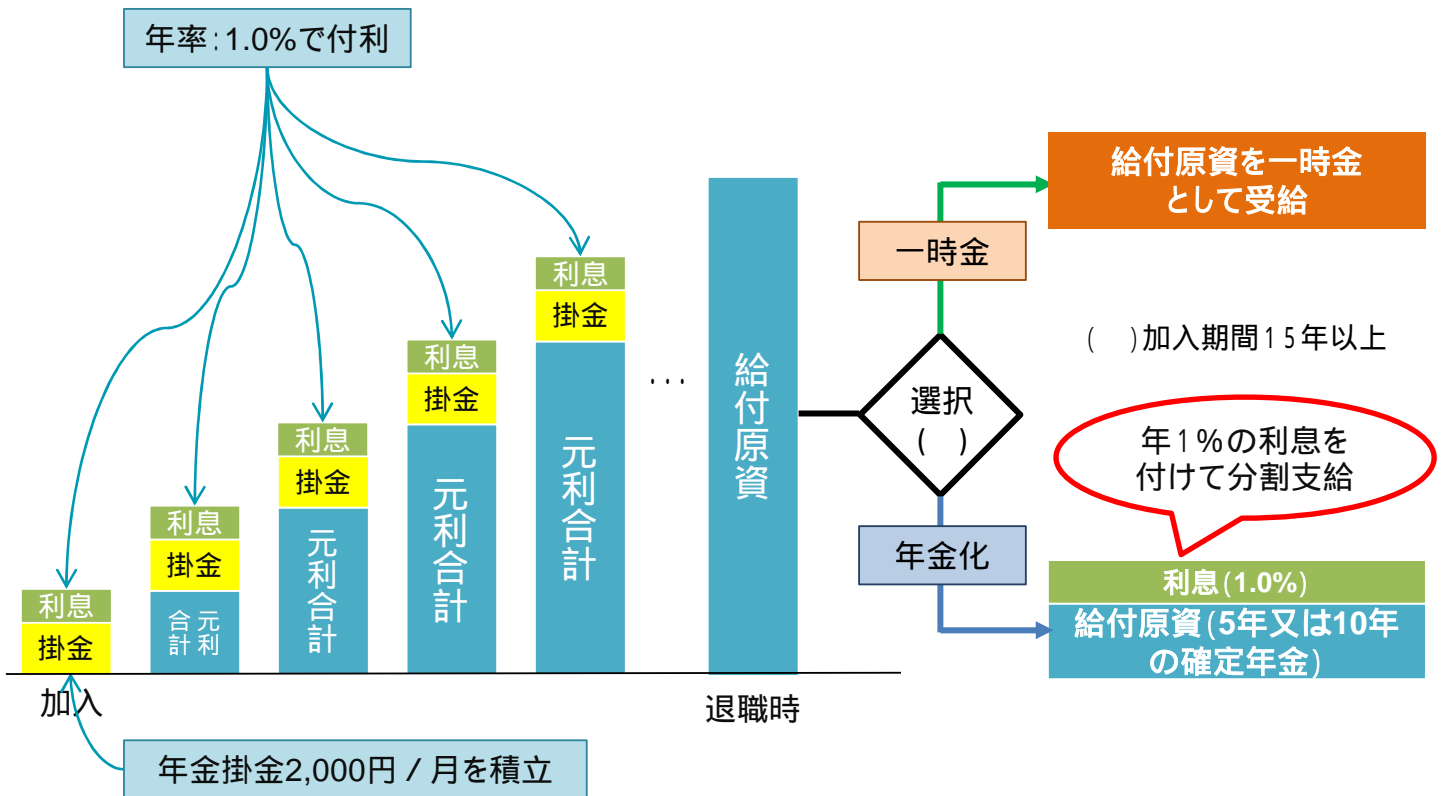 年率:1.0%で付利
利息
掛金
加入
利息
掛金
元利
合計
利息
掛金
元利合計
利息
掛金
元利合計
利息
掛金
元利合計
...
給付原資
退職時
選択
( )
一時金
年金化
給付原資を一時金
として受給
( )加入期間15年以上
年1%の利息を
付けて分割支給
利息(1.0%)
給付原資(5年又は10年
の確定年金)
年金掛金2,000円/月を積立